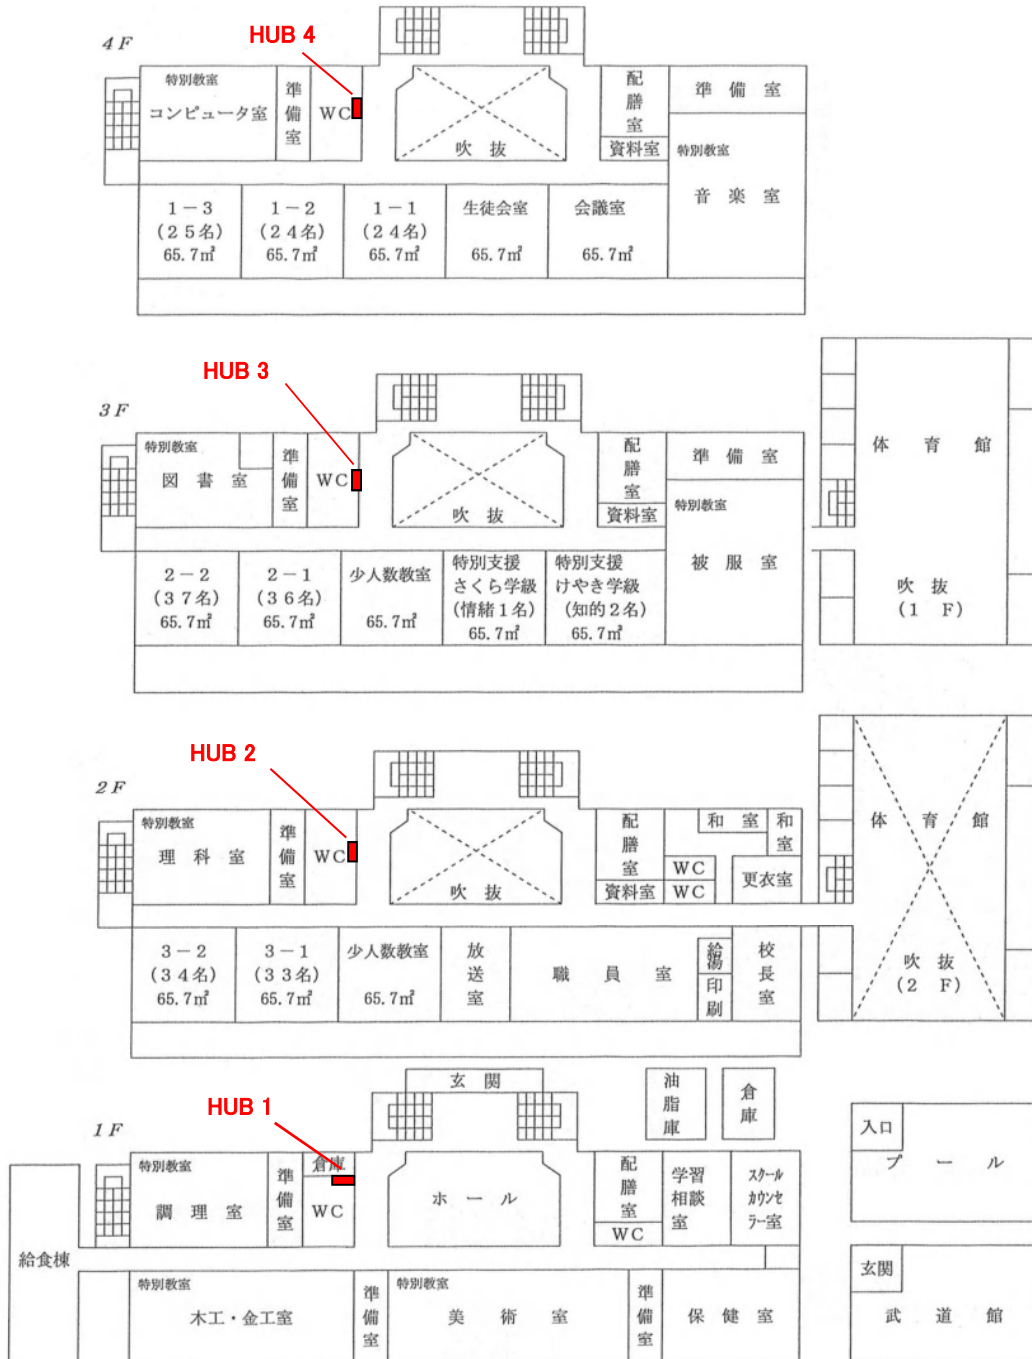 4F
HUB 4
特別教室
コンピュータ室
準備室
WC
吹 抜
配膳室
資料室
準 備 室
特別教室
音 楽 室
1－3
(25名)
65.7㎡
1－2
(24名)
65.7㎡
1－1
(24名)
65.7㎡
生徒会室
65.7㎡
会議室
65.7㎡
3F
HUB 3
特別教室
図 書 室
準備室
WC
吹 抜
配膳室
資料室
準 備 室
特別教室
被 服 室
2－2
(37名)
65.7㎡
2－1
(36名)
65.7㎡
少人数教室
65.7㎡
特別支援
さくら学級
(情緒1名)
65.7㎡
特別支援
けやき学級
(知的2名)
65.7㎡
体 育 館
吹 抜
(1 F)
2F
HUB 2
特別教室
理 科 室
準備室
WC
吹 抜
配膳室
資料室
和 室
和室
WC
WC
更衣室
3－2
(34名)
65.7㎡
3－1
(33名)
65.7㎡
少人数教室
65.7㎡
放送室
職 員 室
給湯
印刷
校長室
体 育 館
吹 抜
(2 F)
1F
HUB 1
玄 関
油脂庫
倉庫
特別教室
調 理 室
準備室
倉庫
WC
ホ ー ル
配膳室
WC
学習
相談
室
スクール
カウンセ
ラー室
給食棟
特別教室
木工・金工室
準備室
特別教室
美 術 室
準備室
保 健 室
入口
プ ー ル
玄関
武 道 館